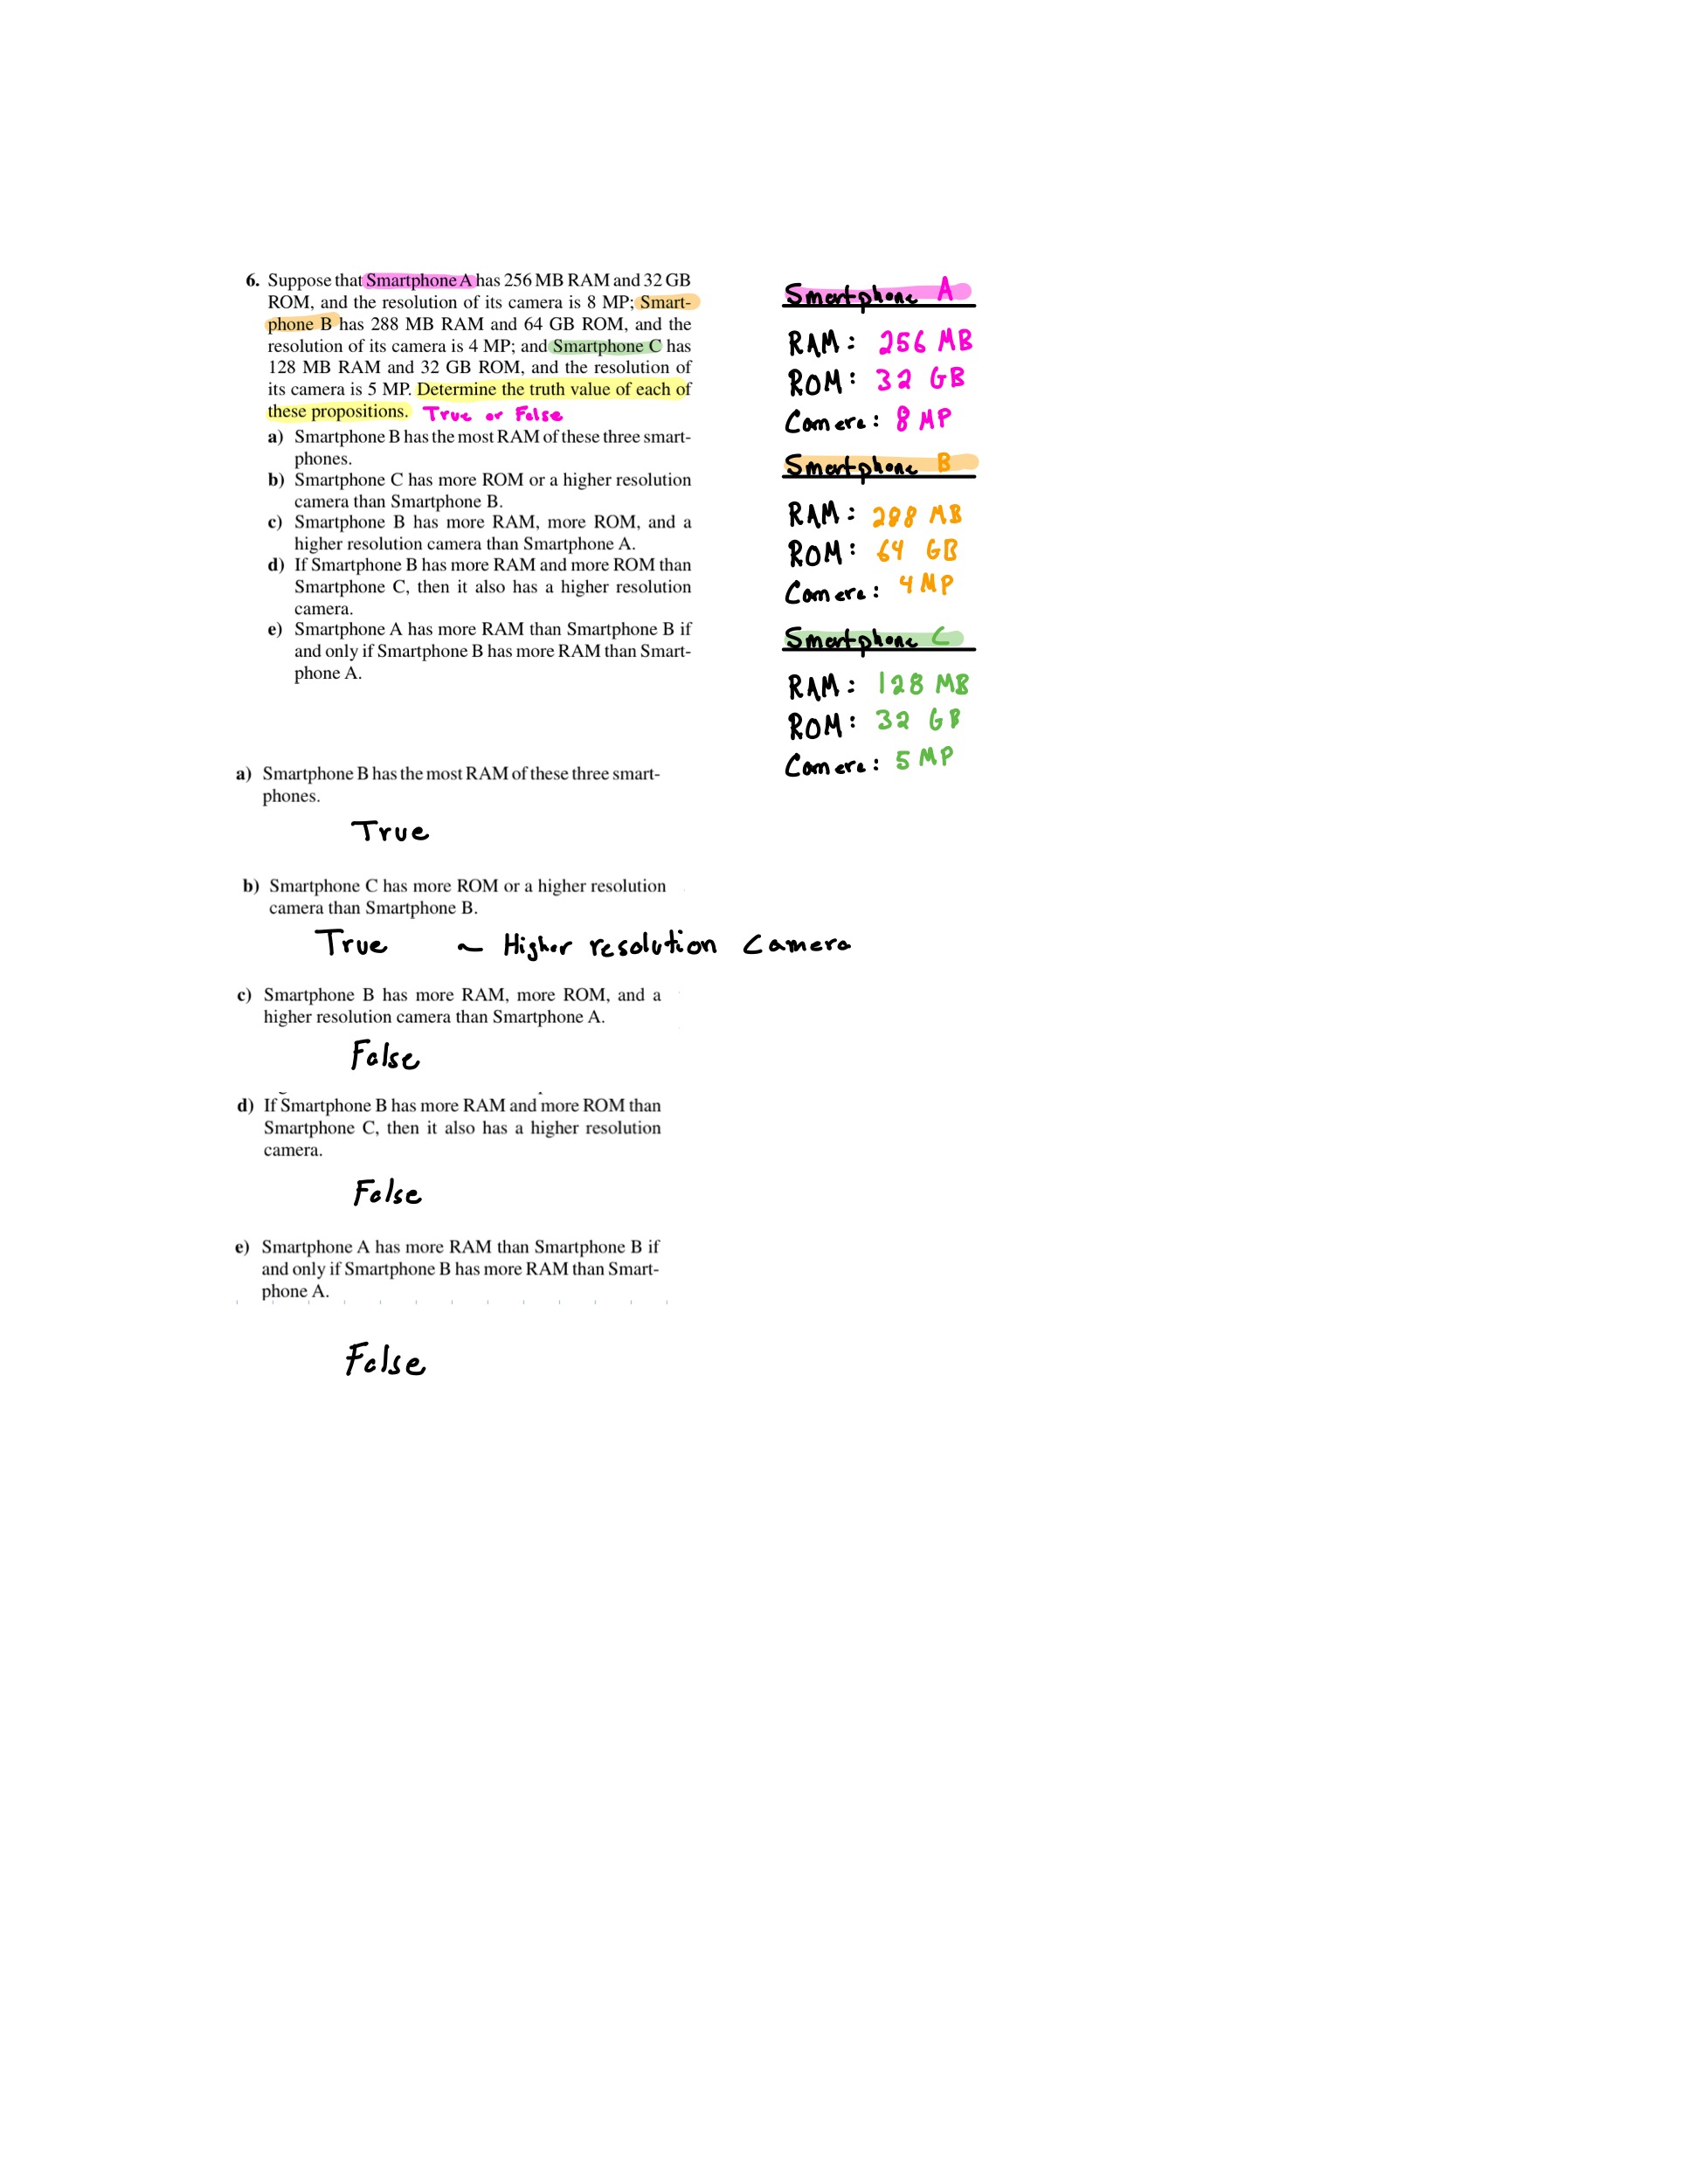 6. Suppose that Smartphone A has 256 MB RAM and 32 GB
ROM, and the resolution of its camera is 8 MP; Smart-
phone B has 288 MB RAM and 64 GB ROM, and the
resolution of its camera is 4 MP; and Smartphone C has
128 MB RAM and 32 GB ROM, and the resolution of
its camera is 5 MP. Determine the truth value of each of
these propositions. True or False
a) Smartphone B has the most RAM of these three smart-
phones.
b) Smartphone C has more ROM or a higher resolution
camera than Smartphone B.
c) Smartphone B has more RAM, more ROM, and a
higher resolution camera than Smartphone A.
d) If Smartphone B has more RAM and more ROM than
Smartphone C, then it also has a higher resolution
camera.
e) Smartphone A has more RAM than Smartphone B if
and only if Smartphone B has more RAM than Smart-
phone A.
Smartphone A
RAM: 256 MB
ROM: 32 GB
Camera: 8 MP
Smartphone B
RAM: 288 MB
ROM: 64 GB
Camera: 4 MP
Smartphone C
RAM: 128 MB
ROM: 32 GB
Camera: 5 MP
a) Smartphone B has the most RAM of these three smart-
phones.
True
b) Smartphone C has more ROM or a higher resolution
camera than Smartphone B.
True ~ Higher resolution Camera
c) Smartphone B has more RAM, more ROM, and a
higher resolution camera than Smartphone A.
False
d) If Smartphone B has more RAM and more ROM than
Smartphone C, then it also has a higher resolution
camera.
False
e) Smartphone A has more RAM than Smartphone B if
and only if Smartphone B has more RAM than Smart-
phone A.
False